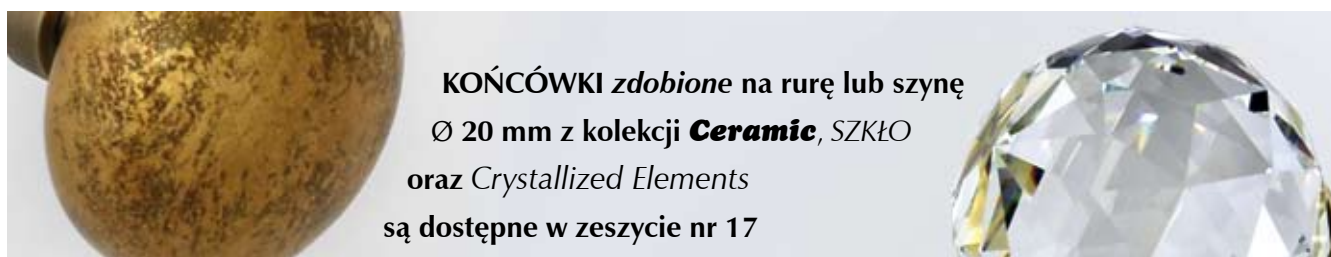 KOŃCÓWKI zdobione na rurę lub szynę
Ø 20 mm z kolekcji Ceramic, SZKŁO
oraz Crystallized Elements
są dostępne w zeszycie nr 17